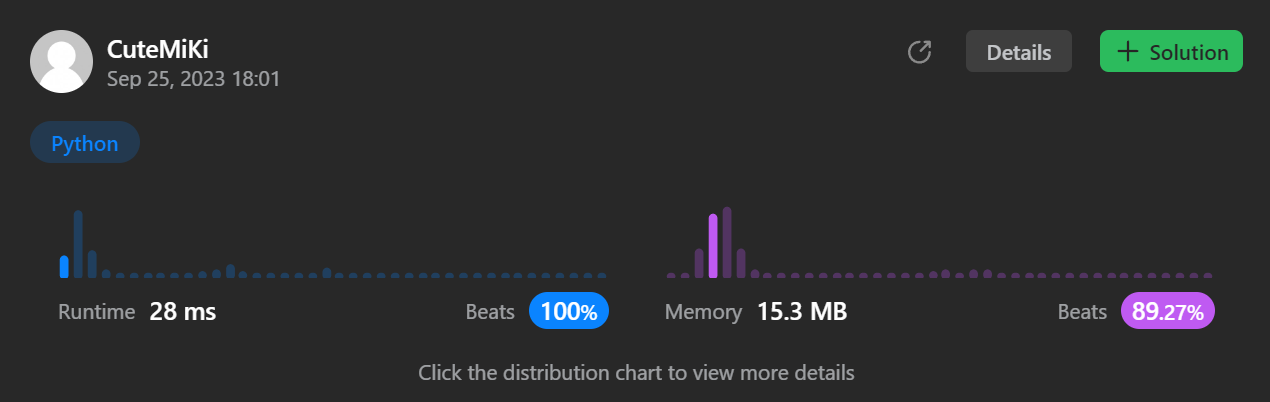 CuteMiKi
Sep 25, 2023 18:01
Details
Solution
Python
Runtime 28 ms Beats 100%
Memory 15.3 MB Beats 89.27%
Click the distribution chart to view more details